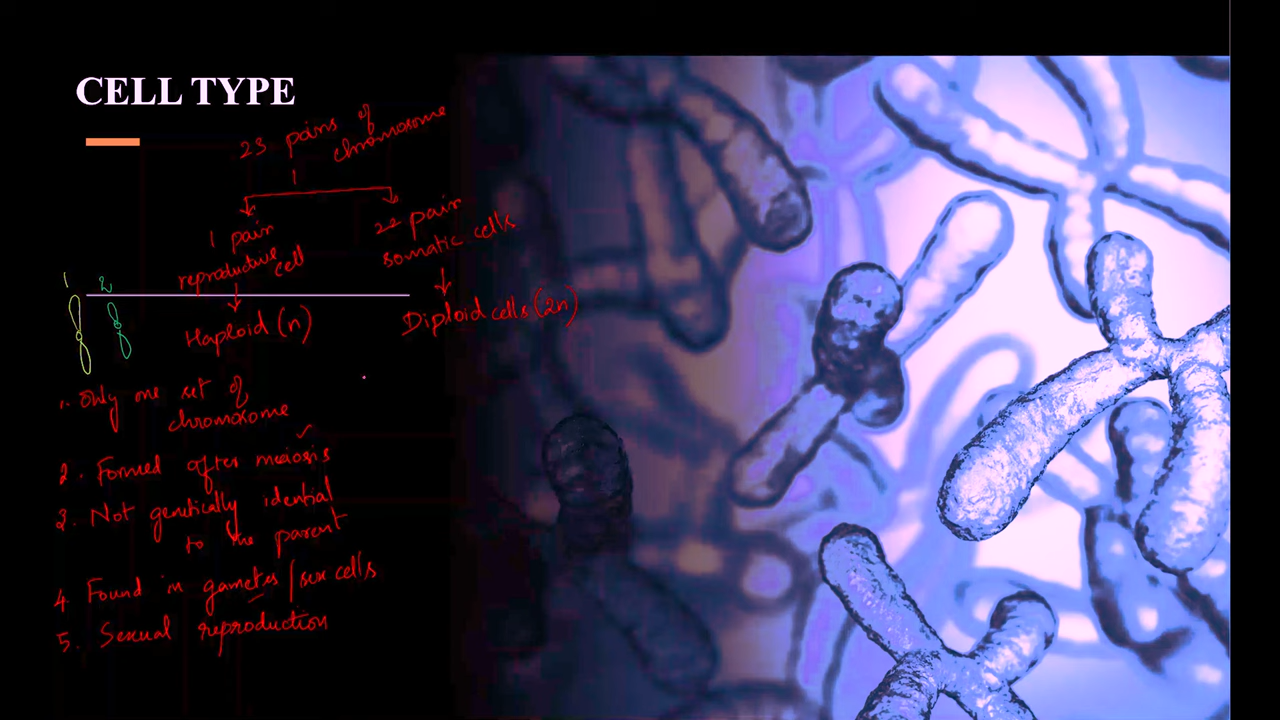 CELL TYPE
23 pairs of
chromosome
1 pair
reproductive
cell
22 pair
somatic cells
Haploid (n)
Diploid cells (2n)
1 2
1. Only one set of
chromosome
2. Formed after meiosis
3. Not genetically idential
to the parent
4. Found in gametes / sex cells
5. Sexual reproduction